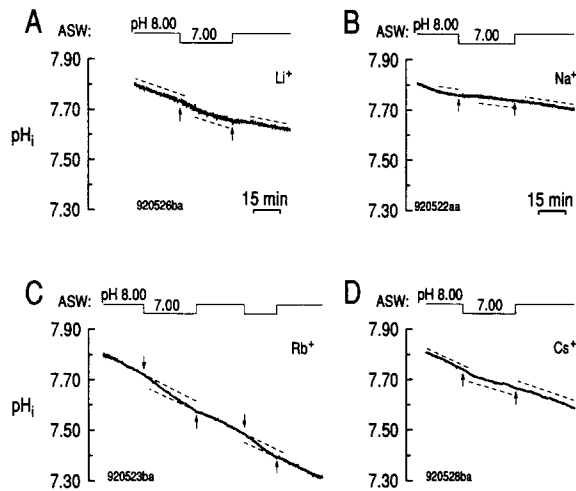 A
ASW: pH 8.00 7.00
Li⁺
7.90
7.70
7.50
7.30
pHᵢ
920526ba
15 min
B
ASW: pH 8.00 7.00
Na⁺
7.90
7.70
7.50
7.30
920522aa
15 min
C
ASW: pH 8.00 7.00
Rb⁺
7.90
7.70
7.50
7.30
pHᵢ
920523ba
D
ASW: pH 8.00 7.00
Cs⁺
7.90
7.70
7.50
7.30
920528ba